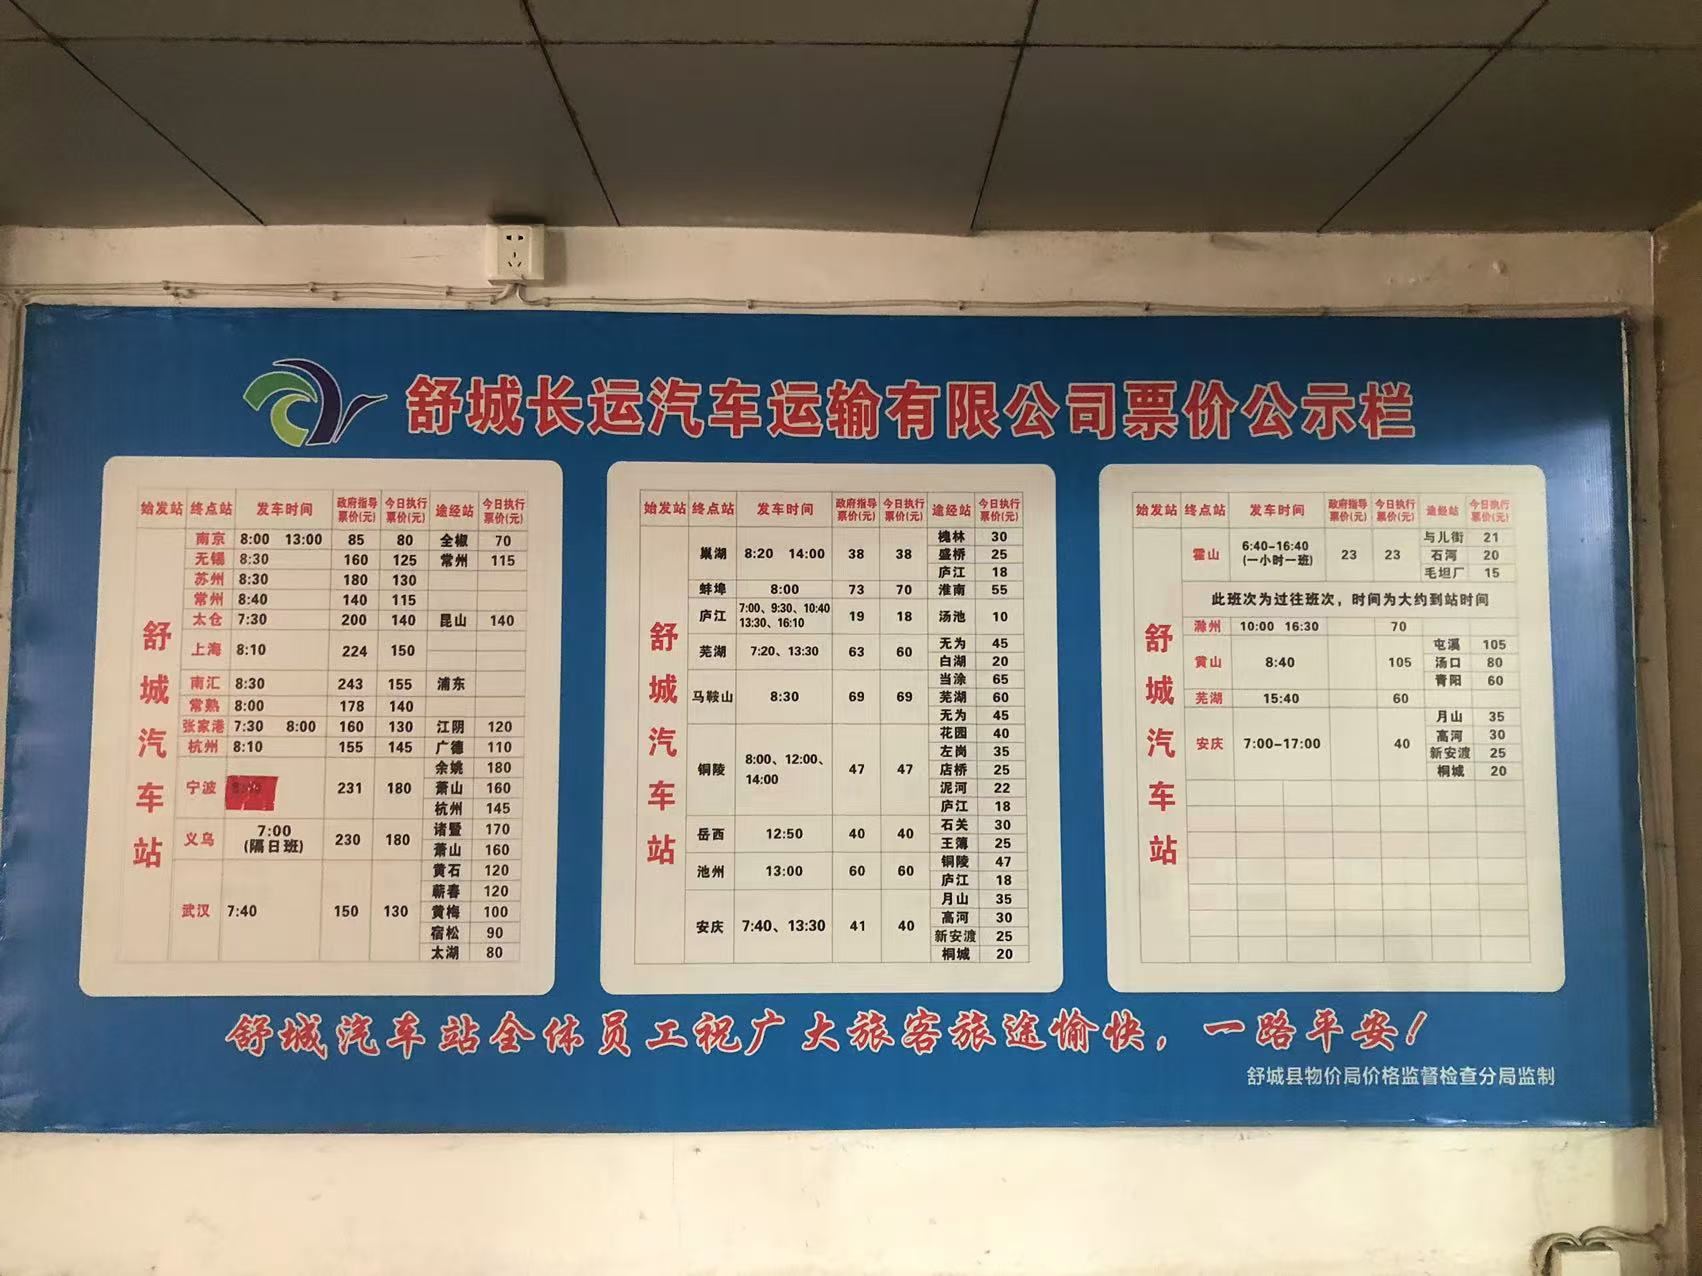 舒城长运汽车运输有限公司票价公示栏
始发站 终点站 发车时间 政府指导票价(元) 今日执行票价(元) 途经站 今日执行票价(元)
舒城汽车站
南京 8:00 13:00 85 80 全椒 70
无锡 8:30 160 125 常州 115
苏州 8:30 180 130
常州 8:40 140 115
太仓 7:30 200 140 昆山 140
上海 8:10 224 150
南汇 8:30 243 155 浦东
常熟 8:00 178 140
张家港 7:30 8:00 160 130 江阴 120
杭州 8:10 155 145 广德 110
宁波 231 180 余姚 180
萧山 160
杭州 145
义乌 7:00 (隔日班) 230 180 诸暨 170
萧山 160
武汉 7:40 150 130 黄石 120
蕲春 120
黄梅 100
宿松 90
太湖 80
始发站 终点站 发车时间 政府指导票价(元) 今日执行票价(元) 途经站 今日执行票价(元)
舒城汽车站
巢湖 8:20 14:00 38 38 槐林 30
盛桥 25
庐江 18
蚌埠 8:00 73 70 淮南 55
庐江 7:00、9:30、10:40 13:30、16:10 19 18 汤池 10
芜湖 7:20、13:30 63 60 无为 45
白湖 20
马鞍山 8:30 69 69 当涂 65
芜湖 60
无为 45
铜陵 8:00、12:00、14:00 47 47 花园 40
左岗 35
店桥 25
泥河 22
庐江 18
岳西 12:50 40 40 石关 30
王簿 25
池州 13:00 60 60 铜陵 47
庐江 18
安庆 7:40、13:30 41 40 月山 35
高河 30
新安渡 25
桐城 20
始发站 终点站 发车时间 政府指导票价(元) 今日执行票价(元) 途经站 今日执行票价(元)
舒城汽车站
霍山 6:40-16:40 (一小时一班) 23 23 与儿街 21
石河 20
毛坦厂 15
此班次为过往班次，时间为大约到站时间
滁州 10:00 16:30 70
黄山 8:40 105 屯溪 105
汤口 80
青阳 60
芜湖 15:40 60
安庆 7:00-17:00 40 月山 35
高河 30
新安渡 25
桐城 20
舒城汽车站全体员工祝广大旅客旅途愉快，一路平安！
舒城县物价局价格监督检查分局监制